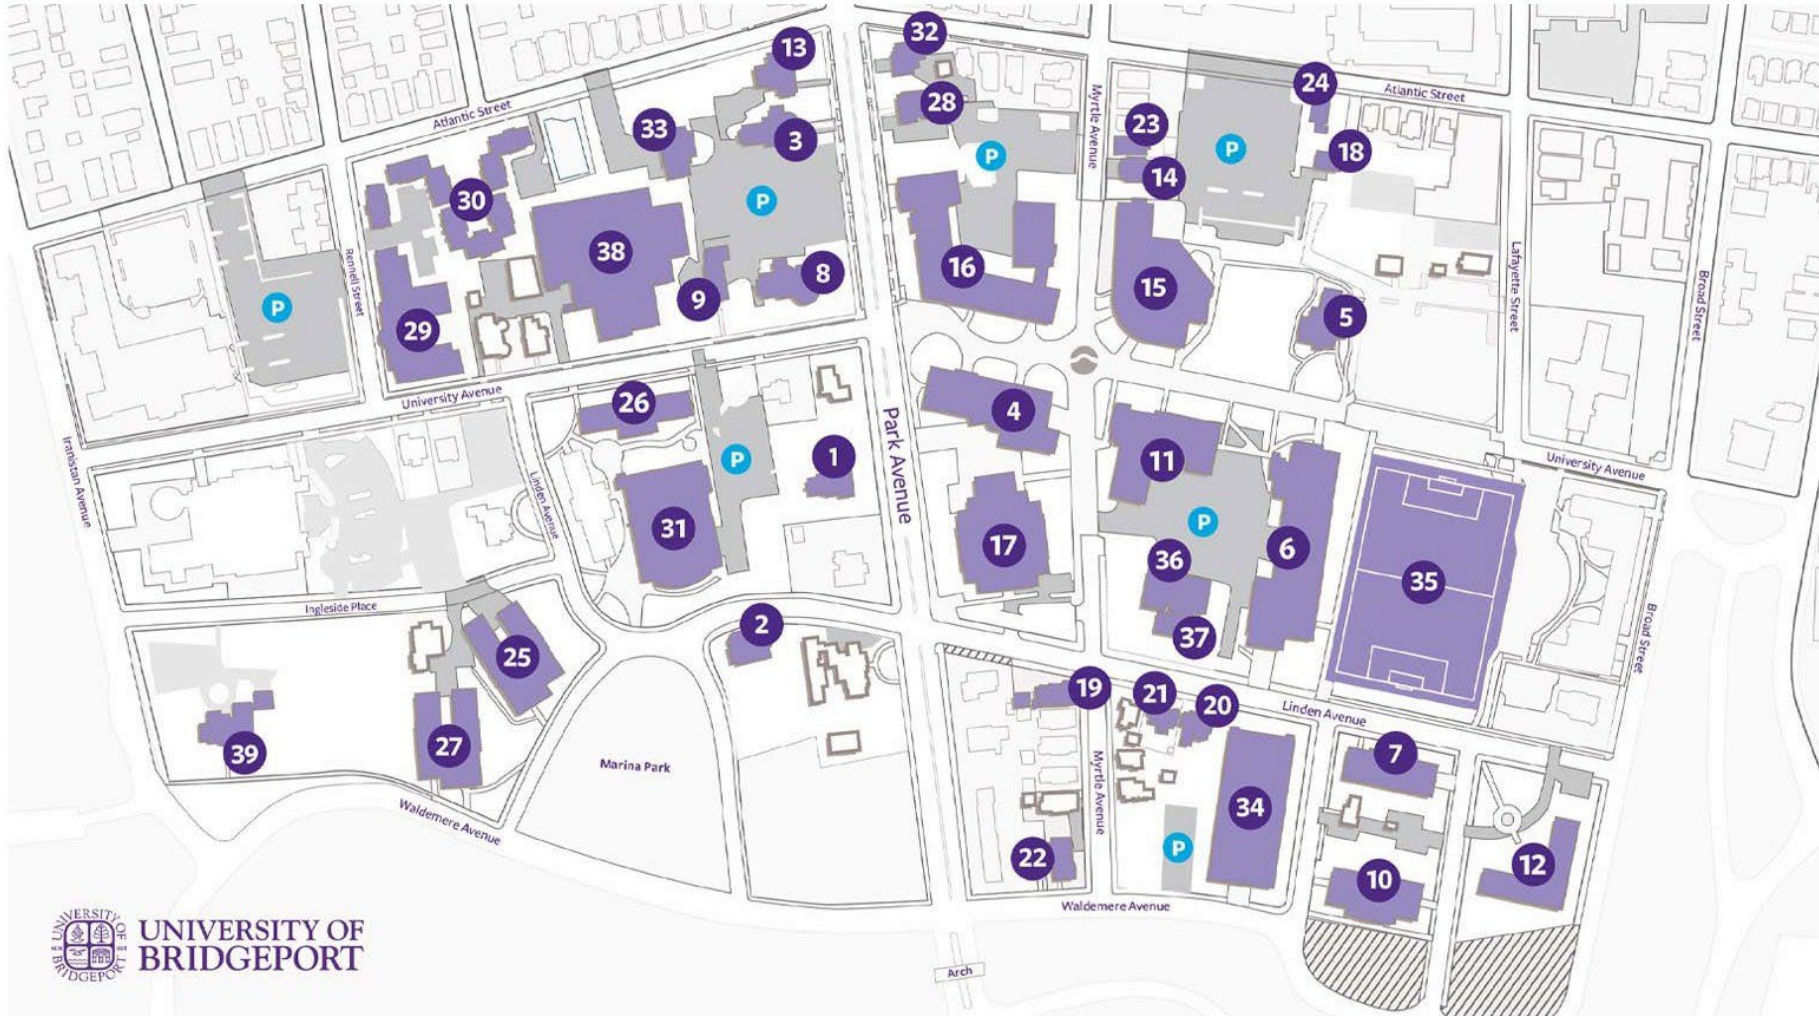 32
13
24
Atlantic Street
Myrtle Avenue
28
Atlantic Street
23
33
3
P
P
18
14
30
P
38
16
Lafayette Street
Rennell Street
9
8
15
Broad Street
P
29
5
University Avenue
26
4
Park Avenue
Iranistan Avenue
Linden Avenue
P
1
11
University Avenue
31
17
P
36
6
35
Ingleside Place
2
37
Broad Street
25
19
21
20
Linden Avenue
39
27
Marina Park
Myrtle Avenue
7
34
Waldemere Avenue
22
P
10
12
Waldemere Avenue
UNIVERSITY OF
BRIDGEPORT
UNIVERSITY OF
BRIDGEPORT
Arch